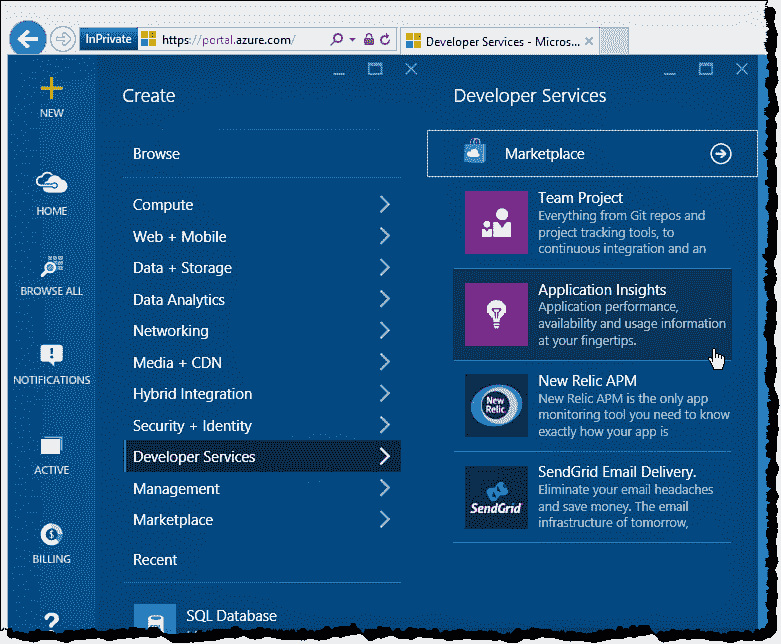 InPrivate
https://portal.azure.com/
Developer Services - Micros...
NEW
HOME
BROWSE ALL
NOTIFICATIONS
ACTIVE
BILLING
?
Create
Browse
Compute
Web + Mobile
Data + Storage
Data Analytics
Networking
Media + CDN
Hybrid Integration
Security + Identity
Developer Services
Management
Marketplace
Recent
SQL Database
Developer Services
Marketplace
Team Project
Everything from Git repos and
project tracking tools, to
continuous integration and an
Application Insights
Application performance,
availability and usage information
at your fingertips.
New Relic
New Relic APM
New Relic APM is the only app
monitoring tool you need to know
exactly how your app is
SendGrid
SendGrid Email Delivery.
Eliminate your email headaches
and save money. The email
infrastructure of tomorrow,